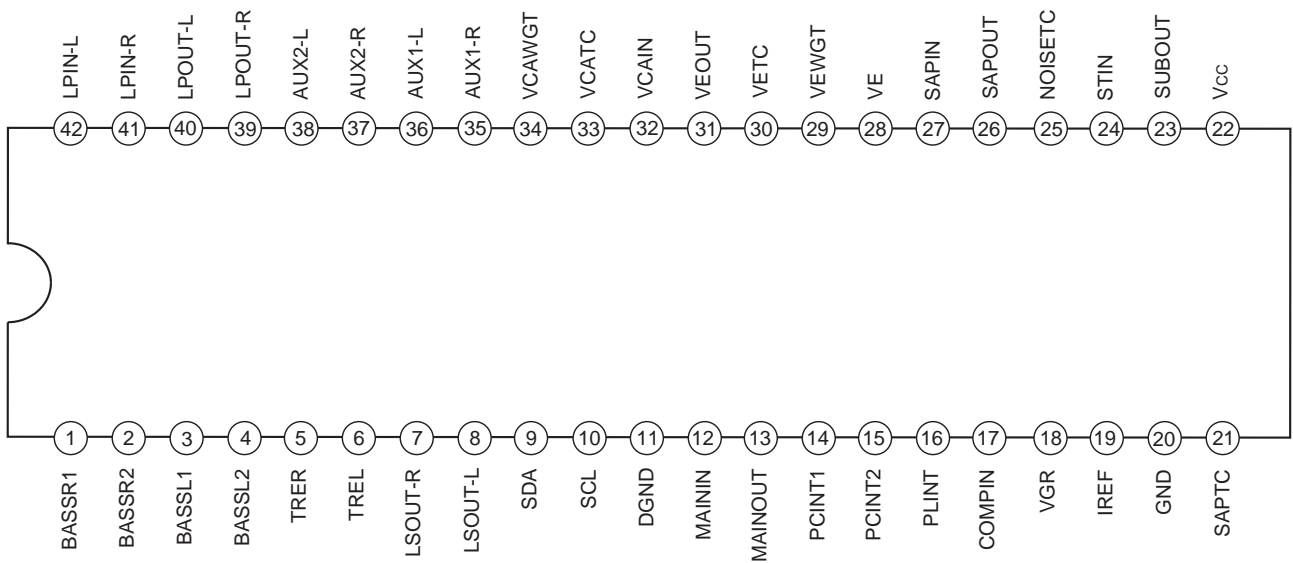 LPIN-L LPIN-R LPOUT-L LPOUT-R AUX2-L AUX2-R AUX1-L AUX1-R VCAWGT VCATC VCAIN VEOUT VETC VEWGT VE SAPIN SAPOUT NOISETC STIN SUBOUT Vcc
42 41 40 39 38 37 36 35 34 33 32 31 30 29 28 27 26 25 24 23 22
1 2 3 4 5 6 7 8 9 10 11 12 13 14 15 16 17 18 19 20 21
BASSR1 BASSR2 BASSL1 BASSL2 TRER TREL LSOUT-R LSOUT-L SDA SCL DGND MAININ MAINOUT PCINT1 PCINT2 PLINT COMPIN VGR IREF GND SAPTC